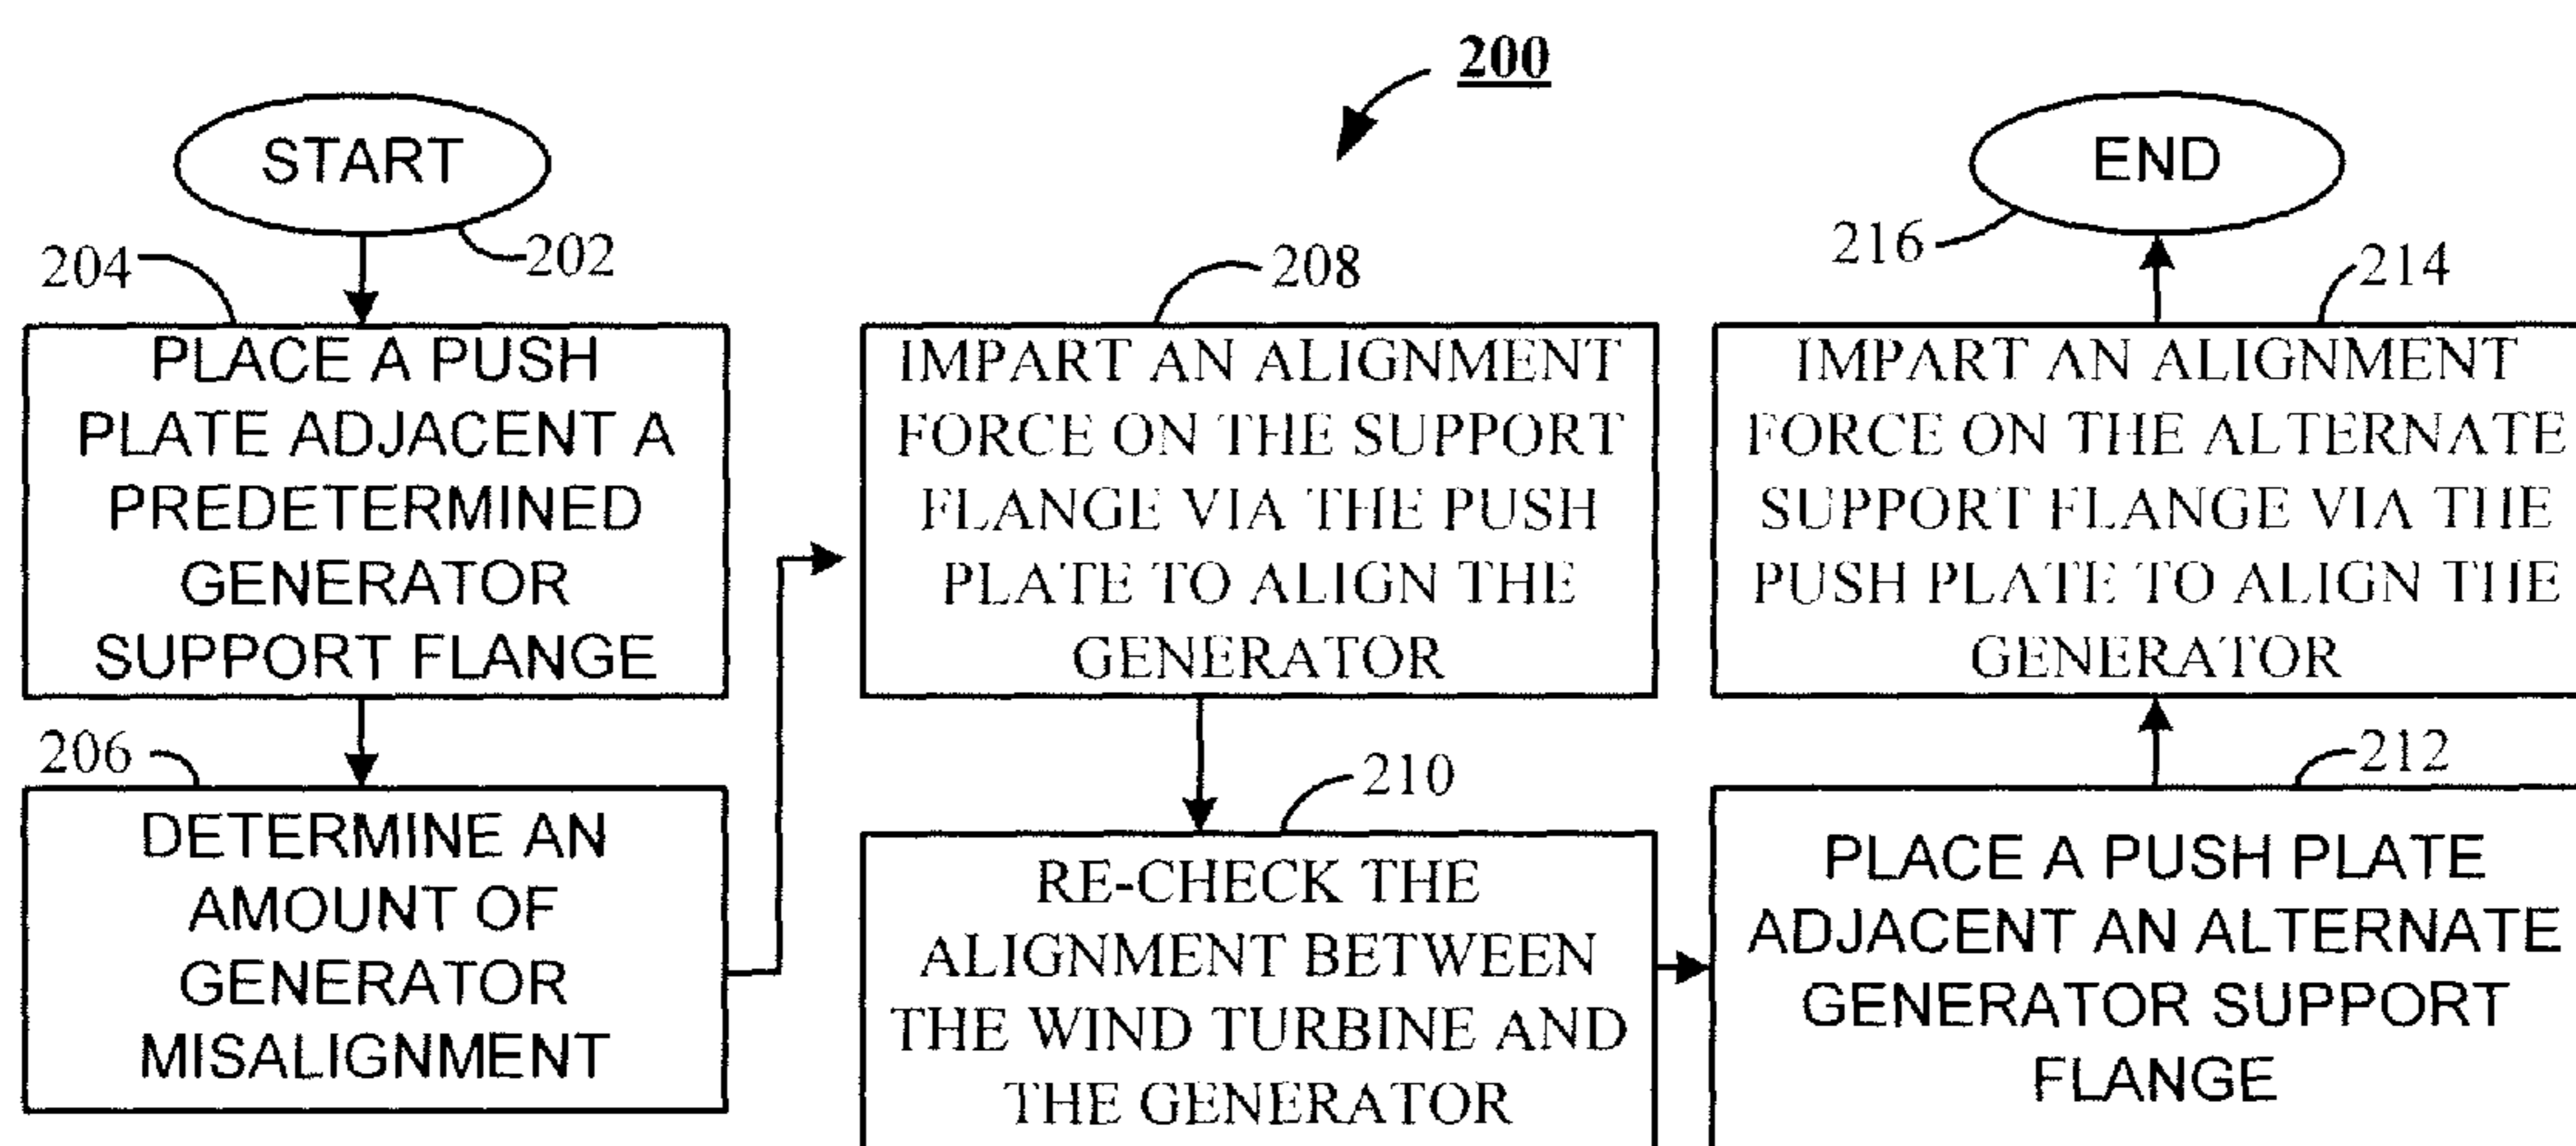 200
START
202
204
PLACE A PUSH
PLATE ADJACENT A
PREDETERMINED
GENERATOR
SUPPORT FLANGE
206
DETERMINE AN
AMOUNT OF
GENERATOR
MISALIGNMENT
208
IMPART AN ALIGNMENT
FORCE ON THE SUPPORT
FLANGE VIA THE PUSH
PLATE TO ALIGN THE
GENERATOR
210
RE-CHECK THE
ALIGNMENT BETWEEN
THE WIND TURBINE AND
THE GENERATOR
212
PLACE A PUSH PLATE
ADJACENT AN ALTERNATE
GENERATOR SUPPORT
FLANGE
214
IMPART AN ALIGNMENT
FORCE ON THE ALTERNATE
SUPPORT FLANGE VIA THE
PUSH PLATE TO ALIGN THE
GENERATOR
END
216